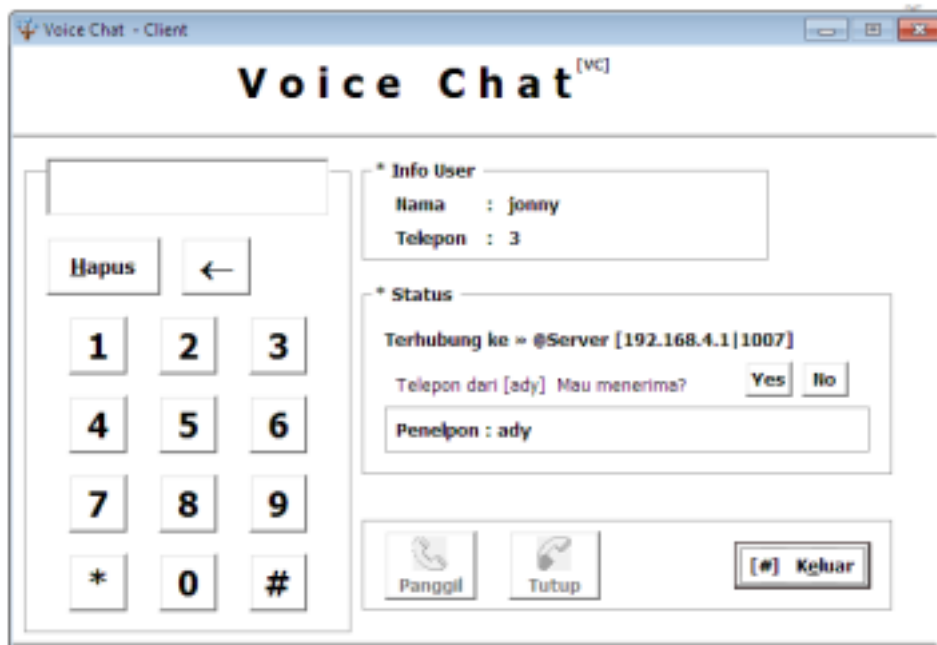 Voice Chat - Client
Voice Chat [VC]
Hapus ←
1 2 3
4 5 6
7 8 9
* 0 #
* Info User
Nama : jonny
Telepon : 3
* Status
Terhubung ke » @Server [192.168.4.1|1007]
Telepon dari [ady] Mau menerima? Yes No
Penelpon : ady
Panggil Tutup [#] Keluar